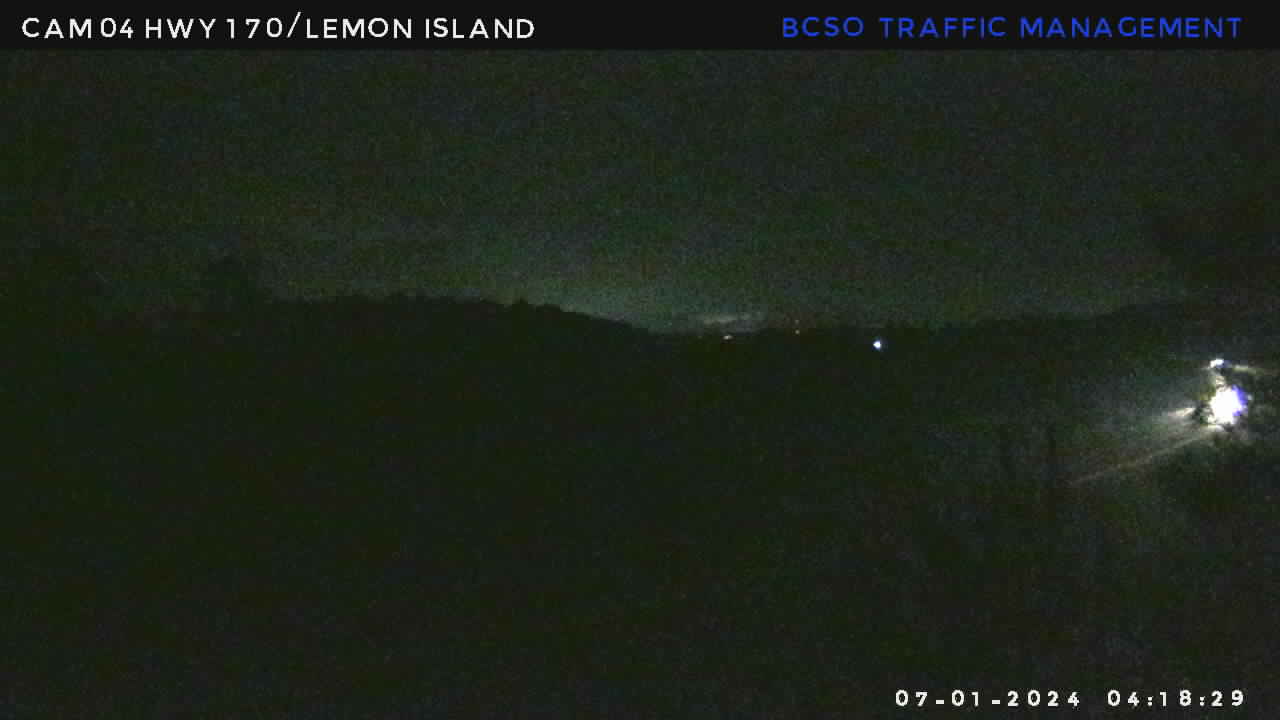 CAM04 HWY 170/LEMON ISLAND
BCSO TRAFFIC MANAGEMENT
07-01-2024 04:18:29